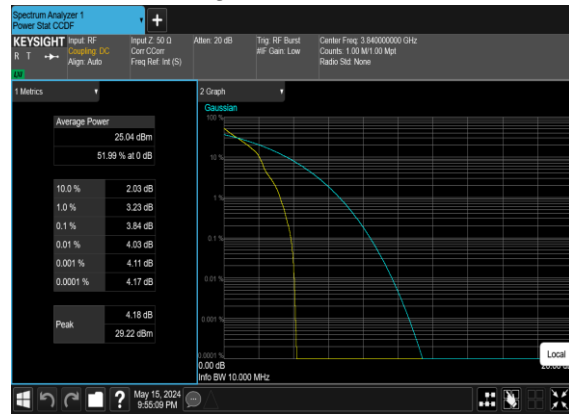 Spectrum Analyzer 1
Power Stat CCDF
KEYSIGHT
R T
LXI
Input: RF
Coupling: DC
Align: Auto
Input Z: 50 Ω
Corr CCorr
Freq Ref: Int (S)
Atten: 20 dB
Trig: RF Burst
#IF Gain: Low
Center Freq: 3.840000000 GHz
Counts: 1.00 M/1.00 Mpt
Radio Std: None
1 Metrics
Average Power
25.04 dBm
51.99 % at 0 dB
10.0 % 2.03 dB
1.0 % 3.23 dB
0.1 % 3.84 dB
0.01 % 4.03 dB
0.001 % 4.11 dB
0.0001 % 4.17 dB
Peak
4.18 dB
29.22 dBm
2 Graph
Gaussian
100 %
10 %
1 %
0.1 %
0.01 %
0.001 %
0.0001 %
0.00 dB
Info BW 10.000 MHz
Local
?
May 15, 2024
9:55:09 PM